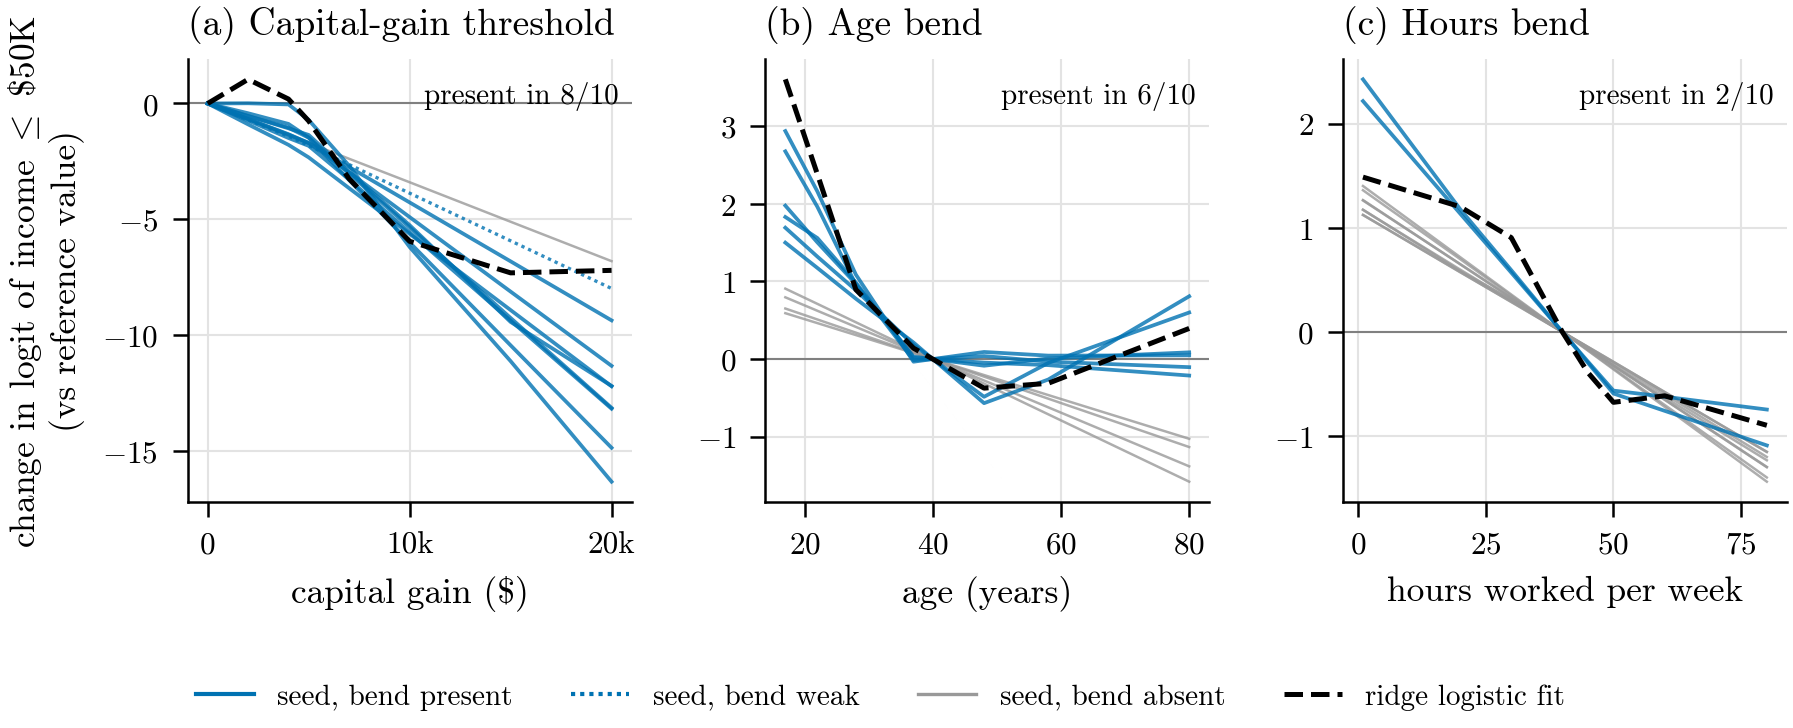 (a) Capital-gain threshold
(b) Age bend
(c) Hours bend
change in logit of income ≤ $50K
(vs reference value)
present in 8/10
present in 6/10
present in 2/10
0
−5
−10
−15
3
2
1
0
−1
2
1
0
−1
0 10k 20k
20 40 60 80
0 25 50 75
capital gain ($)
age (years)
hours worked per week
seed, bend present
seed, bend weak
seed, bend absent
ridge logistic fit